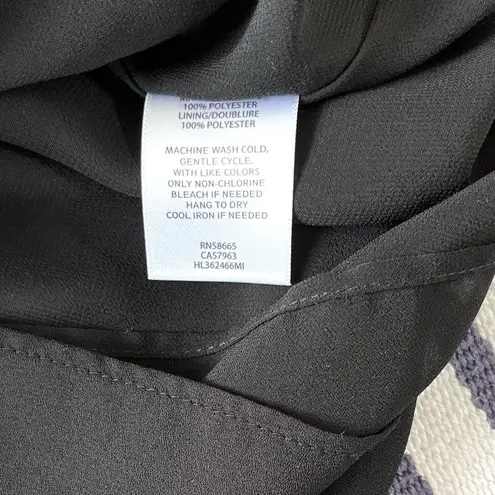 100% POLYESTER
LINING/DOUBLURE
100% POLYESTER
MACHINE WASH COLD,
GENTLE CYCLE,
WITH LIKE COLORS
ONLY NON-CHLORINE
BLEACH IF NEEDED
HANG TO DRY
COOL IRON IF NEEDED
RN58665
CA57963
HL362466MI